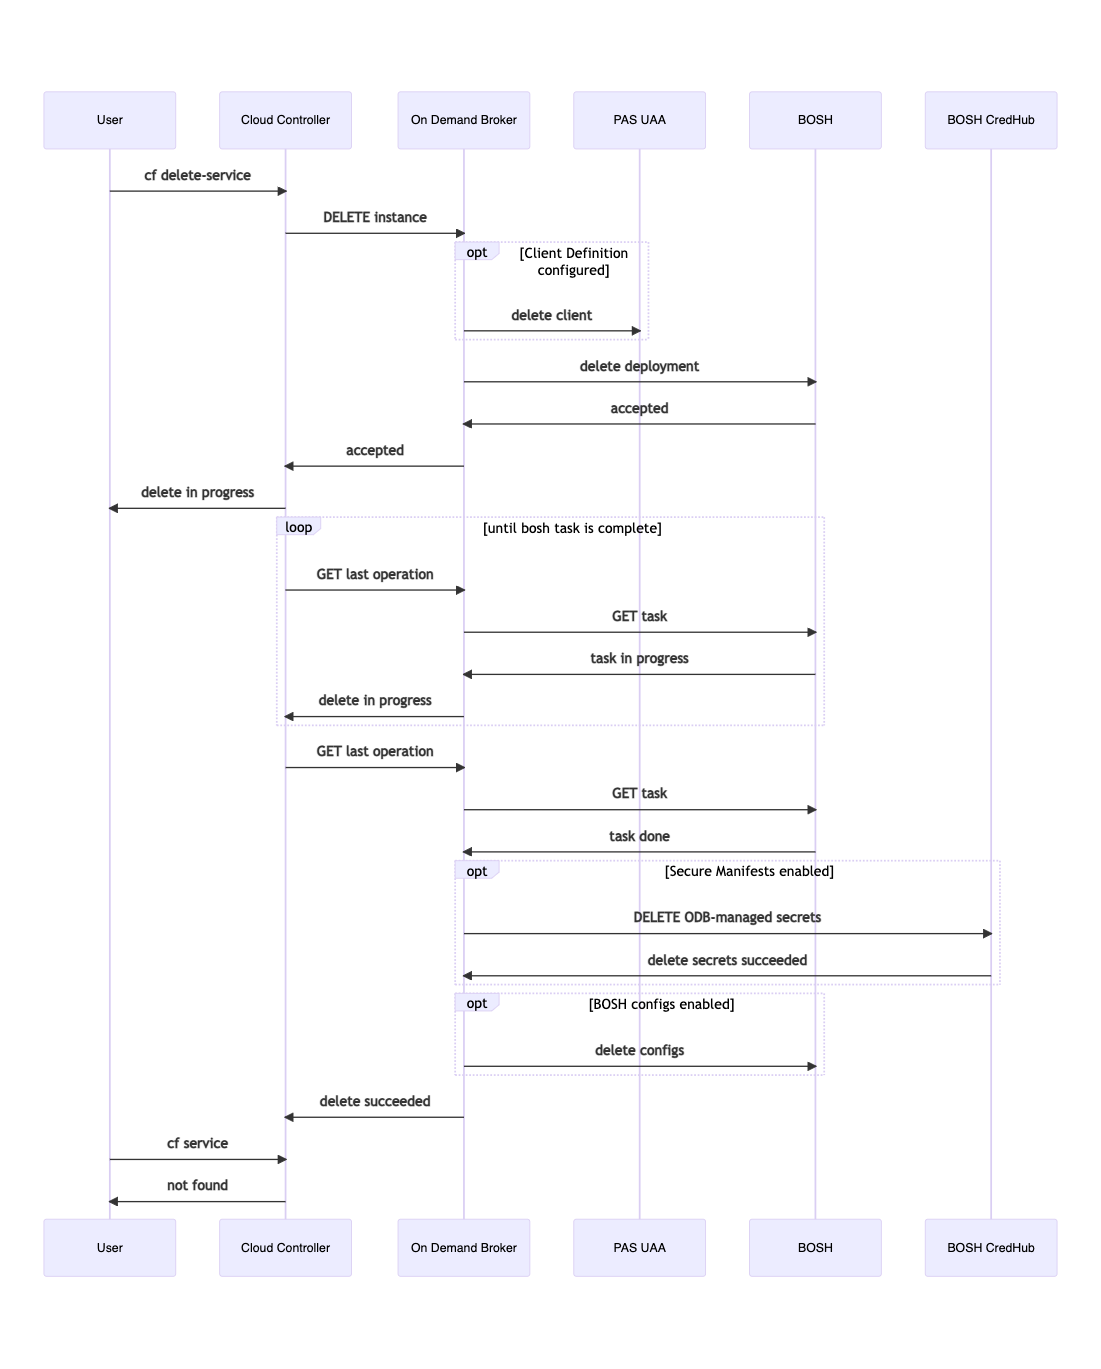 User
Cloud Controller
On Demand Broker
PAS UAA
BOSH
BOSH CredHub
cf delete-service
DELETE instance
opt
[Client Definition
configured]
delete client
delete deployment
accepted
accepted
delete in progress
loop
[until bosh task is complete]
GET last operation
GET task
task in progress
delete in progress
GET last operation
GET task
task done
opt
[Secure Manifests enabled]
DELETE ODB-managed secrets
delete secrets succeeded
opt
[BOSH configs enabled]
delete configs
delete succeeded
cf service
not found
User
Cloud Controller
On Demand Broker
PAS UAA
BOSH
BOSH CredHub